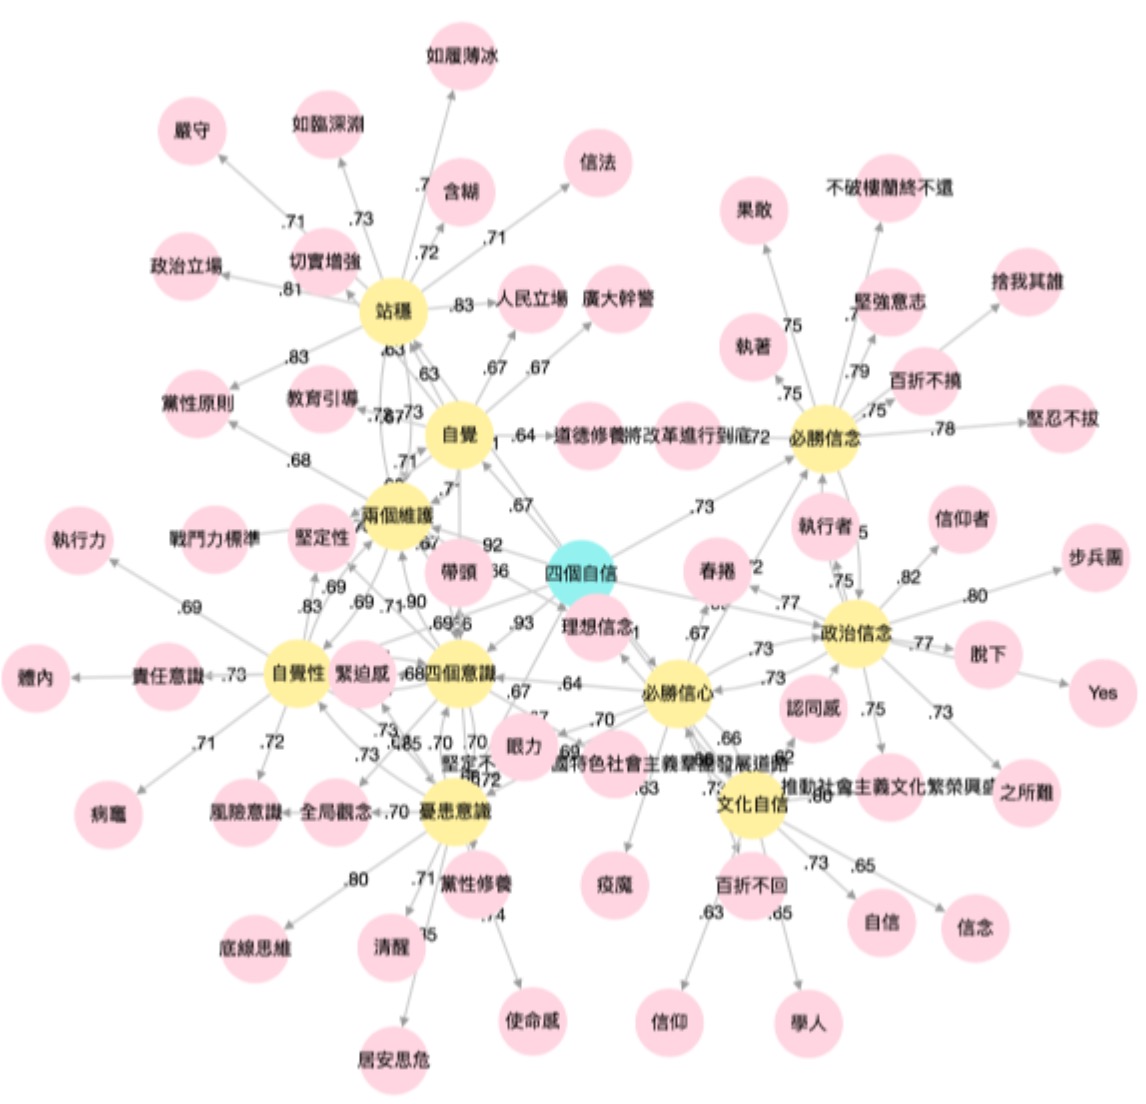 如履薄冰
嚴守
如臨深淵
信法
.7
含糊
不破樓蘭終不還
果敢
.71
.73
.72
.71
政治立場
切實增強
.81
人民立場
廣大幹警
捨我其誰
站穩
.83
堅強意志
.75
.7
執著
.83
.63
.63
.67
.67
.79
百折不撓
.75
黨性原則
教育引導
.73
.75
自覺
.64
道德修養
將改革進行到底
.72
必勝信念
.78
堅忍不拔
.68
.71
.67
.73
兩個維護
執行力
戰鬥力標準
堅定性
執行者
信仰者
.92
四個自信
春捲
.75
.82
步兵團
帶頭
.69
.83
.69
.71
.90
.77
.80
.69
.93
理想信念
.67
.73
政治信念
.77
脫下
體內
責任意識
.73
自覺性
緊迫感
.68
四個意識
.64
必勝信心
.73
Yes
.67
.70
認同感
.75
.73
.71
.72
.73
.73
.85
.70
.70
眼力
.69
.66
.62
堅定不
國特色社會主義
發展道路
.63
推動社會主義文化繁榮興盛
之所難
病竈
風險意識
全局觀念
.70
憂患意識
文化自信
.80
.71
黨性修養
疫魔
百折不回
.73
.65
底線思維
清醒
.74
.63
.65
自信
信念
使命感
信仰
學人
居安思危